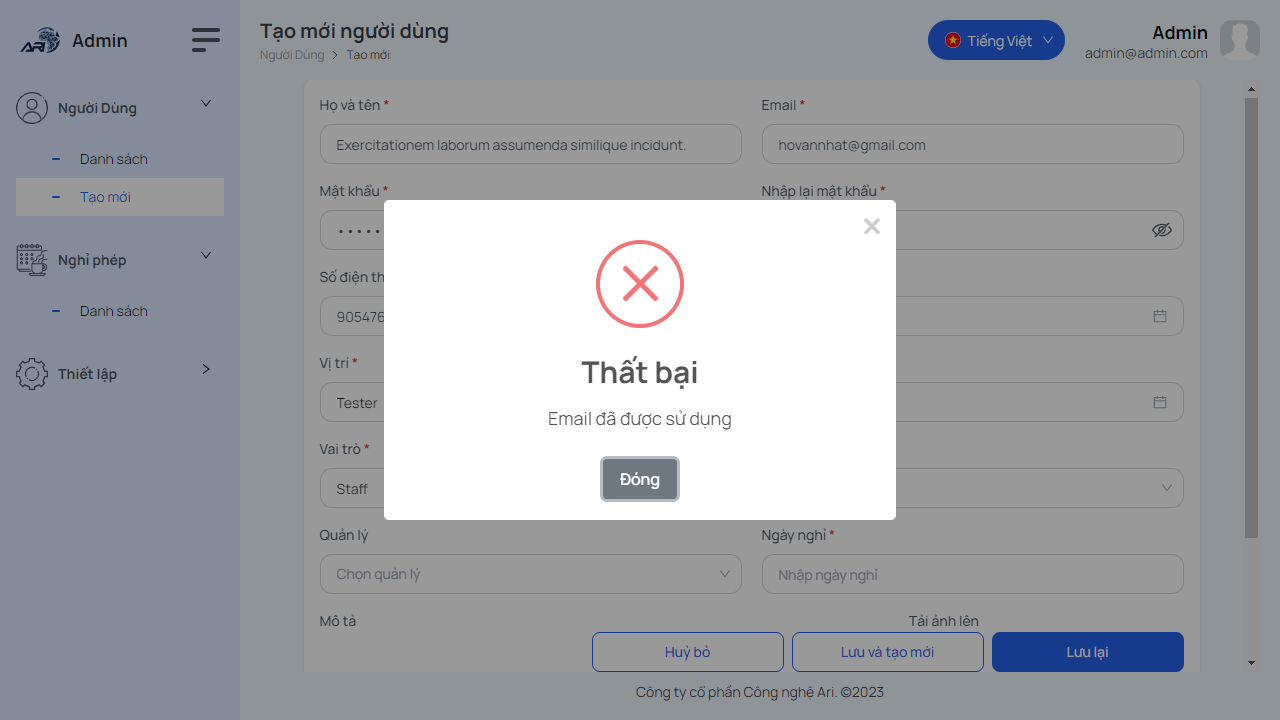 ARI
Admin
Người Dùng
Danh sách
Tạo mới
Nghỉ phép
Danh sách
Thiết lập
Tạo mới người dùng
Người Dùng > Tạo mới
Tiếng Việt
Admin
admin@admin.com
Họ và tên *
Email *
Exercitationem laborum assumenda similique incidunt.
hovannhat@gmail.com
Mật khẩu *
Nhập lại mật khẩu *
Số điện th
905476
Vị trí *
Tester
Vai trò *
Staff
Thất bại
Email đã được sử dụng
Đóng
Quản lý
Ngày nghỉ *
Chọn quản lý
Nhập ngày nghỉ
Mô tả
Tải ảnh lên
Huỷ bỏ
Lưu và tạo mới
Lưu lại
Công ty cổ phần Công nghệ Ari. ©2023